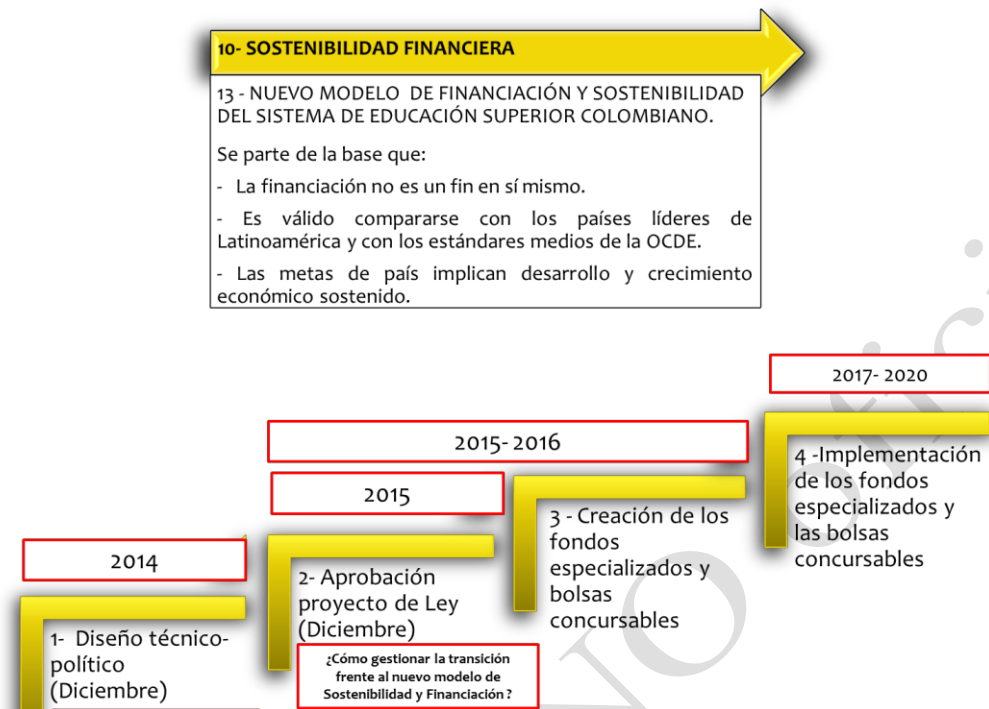 10- SOSTENIBILIDAD FINANCIERA
13 - NUEVO MODELO DE FINANCIACIÓN Y SOSTENIBILIDAD
DEL SISTEMA DE EDUCACIÓN SUPERIOR COLOMBIANO.
Se parte de la base que:
- La financiación no es un fin en sí mismo.
- Es válido compararse con los países líderes de
Latinoamérica y con los estándares medios de la OCDE.
- Las metas de país implican desarrollo y crecimiento
económico sostenido.
2014
1- Diseño técnico-
político
(Diciembre)
2015- 2016
2015
2- Aprobación
proyecto de Ley
(Diciembre)
¿Cómo gestionar la transición
frente al nuevo modelo de
Sostenibilidad y Financiación ?
3 - Creación de los
fondos
especializados y
bolsas
concursables
2017- 2020
4 -Implementación
de los fondos
especializados y
las bolsas
concursables
NO ofici